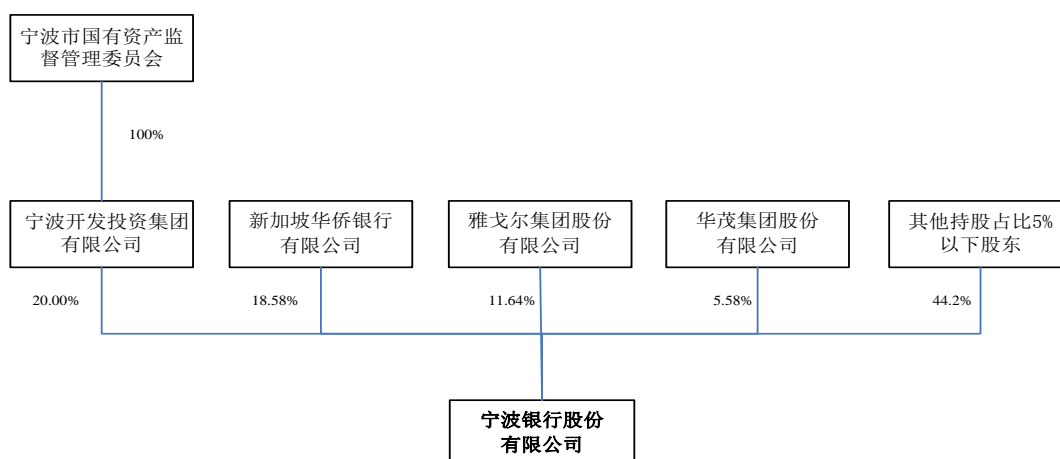 宁波市国有资产监
督管理委员会
100%
宁波开发投资集团
有限公司
新加坡华侨银行
有限公司
雅戈尔集团股份
有限公司
华茂集团股份
有限公司
其他持股占比5%
以下股东
20.00%
18.58%
11.64%
5.58%
44.2%
宁波银行股份
有限公司